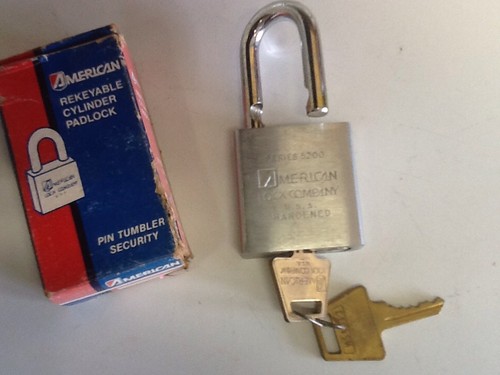 AMERICAN
REKEYABLE
CYLINDER
PADLOCK
PIN TUMBLER
SECURITY
AMERICAN
SERIES 5200
AMERICAN
LOCK COMPANY
U.S.A.
HARDENED